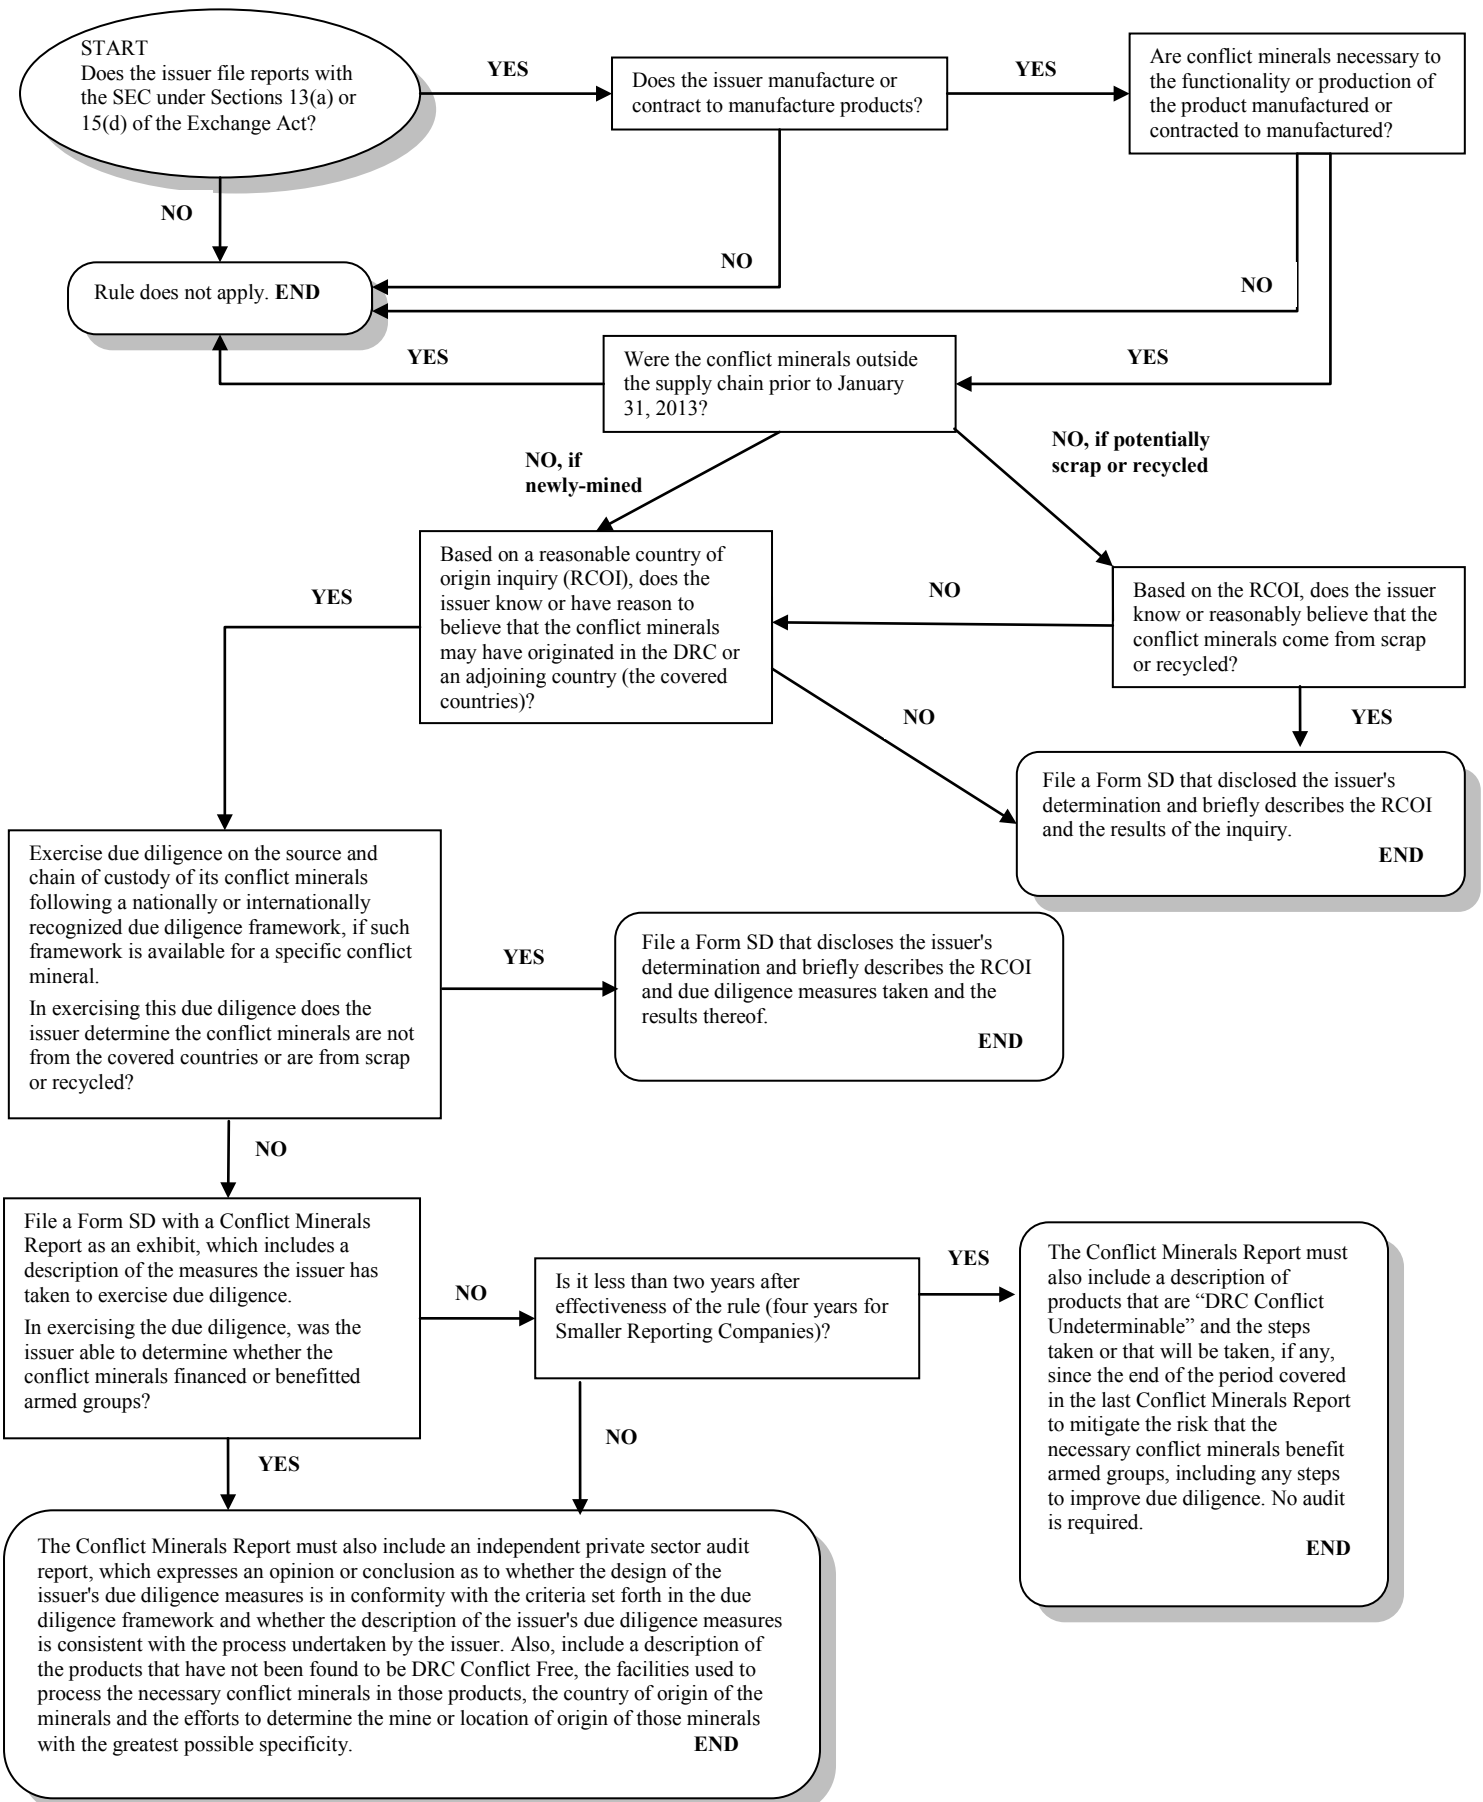 START
Does the issuer file reports with
the SEC under Sections 13(a) or
15(d) of the Exchange Act?
YES
Does the issuer manufacture or
contract to manufacture products?
YES
Are conflict minerals necessary to
the functionality or production of
the product manufactured or
contracted to manufactured?
NO
NO
NO
Rule does not apply. END
YES
Were the conflict minerals outside
the supply chain prior to January
31, 2013?
YES
NO, if
newly-mined
NO, if potentially
scrap or recycled
Based on a reasonable country of
origin inquiry (RCOI), does the
issuer know or have reason to
believe that the conflict minerals
may have originated in the DRC or
an adjoining country (the covered
countries)?
YES
NO
Based on the RCOI, does the issuer
know or reasonably believe that the
conflict minerals come from scrap
or recycled?
NO
YES
File a Form SD that disclosed the issuer's
determination and briefly describes the RCOI
and the results of the inquiry.
END
Exercise due diligence on the source and
chain of custody of its conflict minerals
following a nationally or internationally
recognized due diligence framework, if such
framework is available for a specific conflict
mineral.
In exercising this due diligence does the
issuer determine the conflict minerals are not
from the covered countries or are from scrap
or recycled?
YES
File a Form SD that discloses the issuer's
determination and briefly describes the RCOI
and due diligence measures taken and the
results thereof.
END
NO
File a Form SD with a Conflict Minerals
Report as an exhibit, which includes a
description of the measures the issuer has
taken to exercise due diligence.
In exercising the due diligence, was the
issuer able to determine whether the
conflict minerals financed or benefitted
armed groups?
NO
Is it less than two years after
effectiveness of the rule (four years for
Smaller Reporting Companies)?
YES
The Conflict Minerals Report must
also include a description of
products that are “DRC Conflict
Undeterminable” and the steps
taken or that will be taken, if any,
since the end of the period covered
in the last Conflict Minerals Report
to mitigate the risk that the
necessary conflict minerals benefit
armed groups, including any steps
to improve due diligence. No audit
is required.
END
YES
NO
The Conflict Minerals Report must also include an independent private sector audit
report, which expresses an opinion or conclusion as to whether the design of the
issuer's due diligence measures is in conformity with the criteria set forth in the due
diligence framework and whether the description of the issuer's due diligence measures
is consistent with the process undertaken by the issuer. Also, include a description of
the products that have not been found to be DRC Conflict Free, the facilities used to
process the necessary conflict minerals in those products, the country of origin of the
minerals and the efforts to determine the mine or location of origin of those minerals
with the greatest possible specificity. END